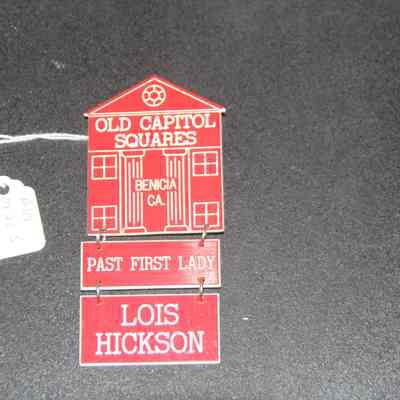 OLD CAPITOL
SQUARES
BENICIA
CA.
PAST FIRST LADY
LOIS
HICKSON